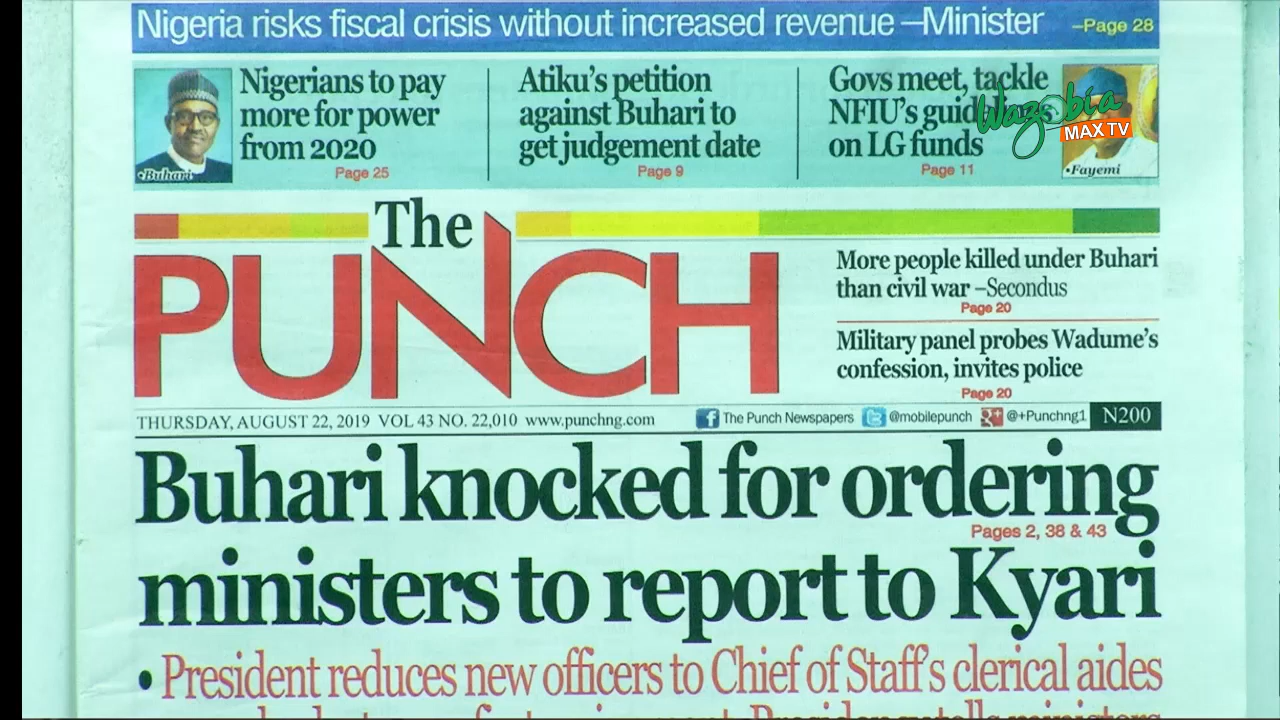 Nigeria risks fiscal crisis without increased revenue –Minister –Page 28
•Buhari
Nigerians to pay
more for power
from 2020
Page 25
Atiku's petition
against Buhari to
get judgement date
Page 9
Govs meet, tackle
NFIU's
on LG funds
Page 11
•Fayemi
Wazobia
MAX TV
The
PUNCH
More people killed under Buhari
than civil war –Secondus
Page 20
Military panel probes Wadume's
confession, invites police
Page 20
THURSDAY, AUGUST 22, 2019 VOL 43 NO. 22,010 www.punchng.com f The Punch Newspapers @mobilepunch g+ @+Punchng1 N200
Buhari knocked for ordering
Pages 2, 38 & 43
ministers to report to Kyari
• President reduces new officers to Chief of Staff's clerical aides